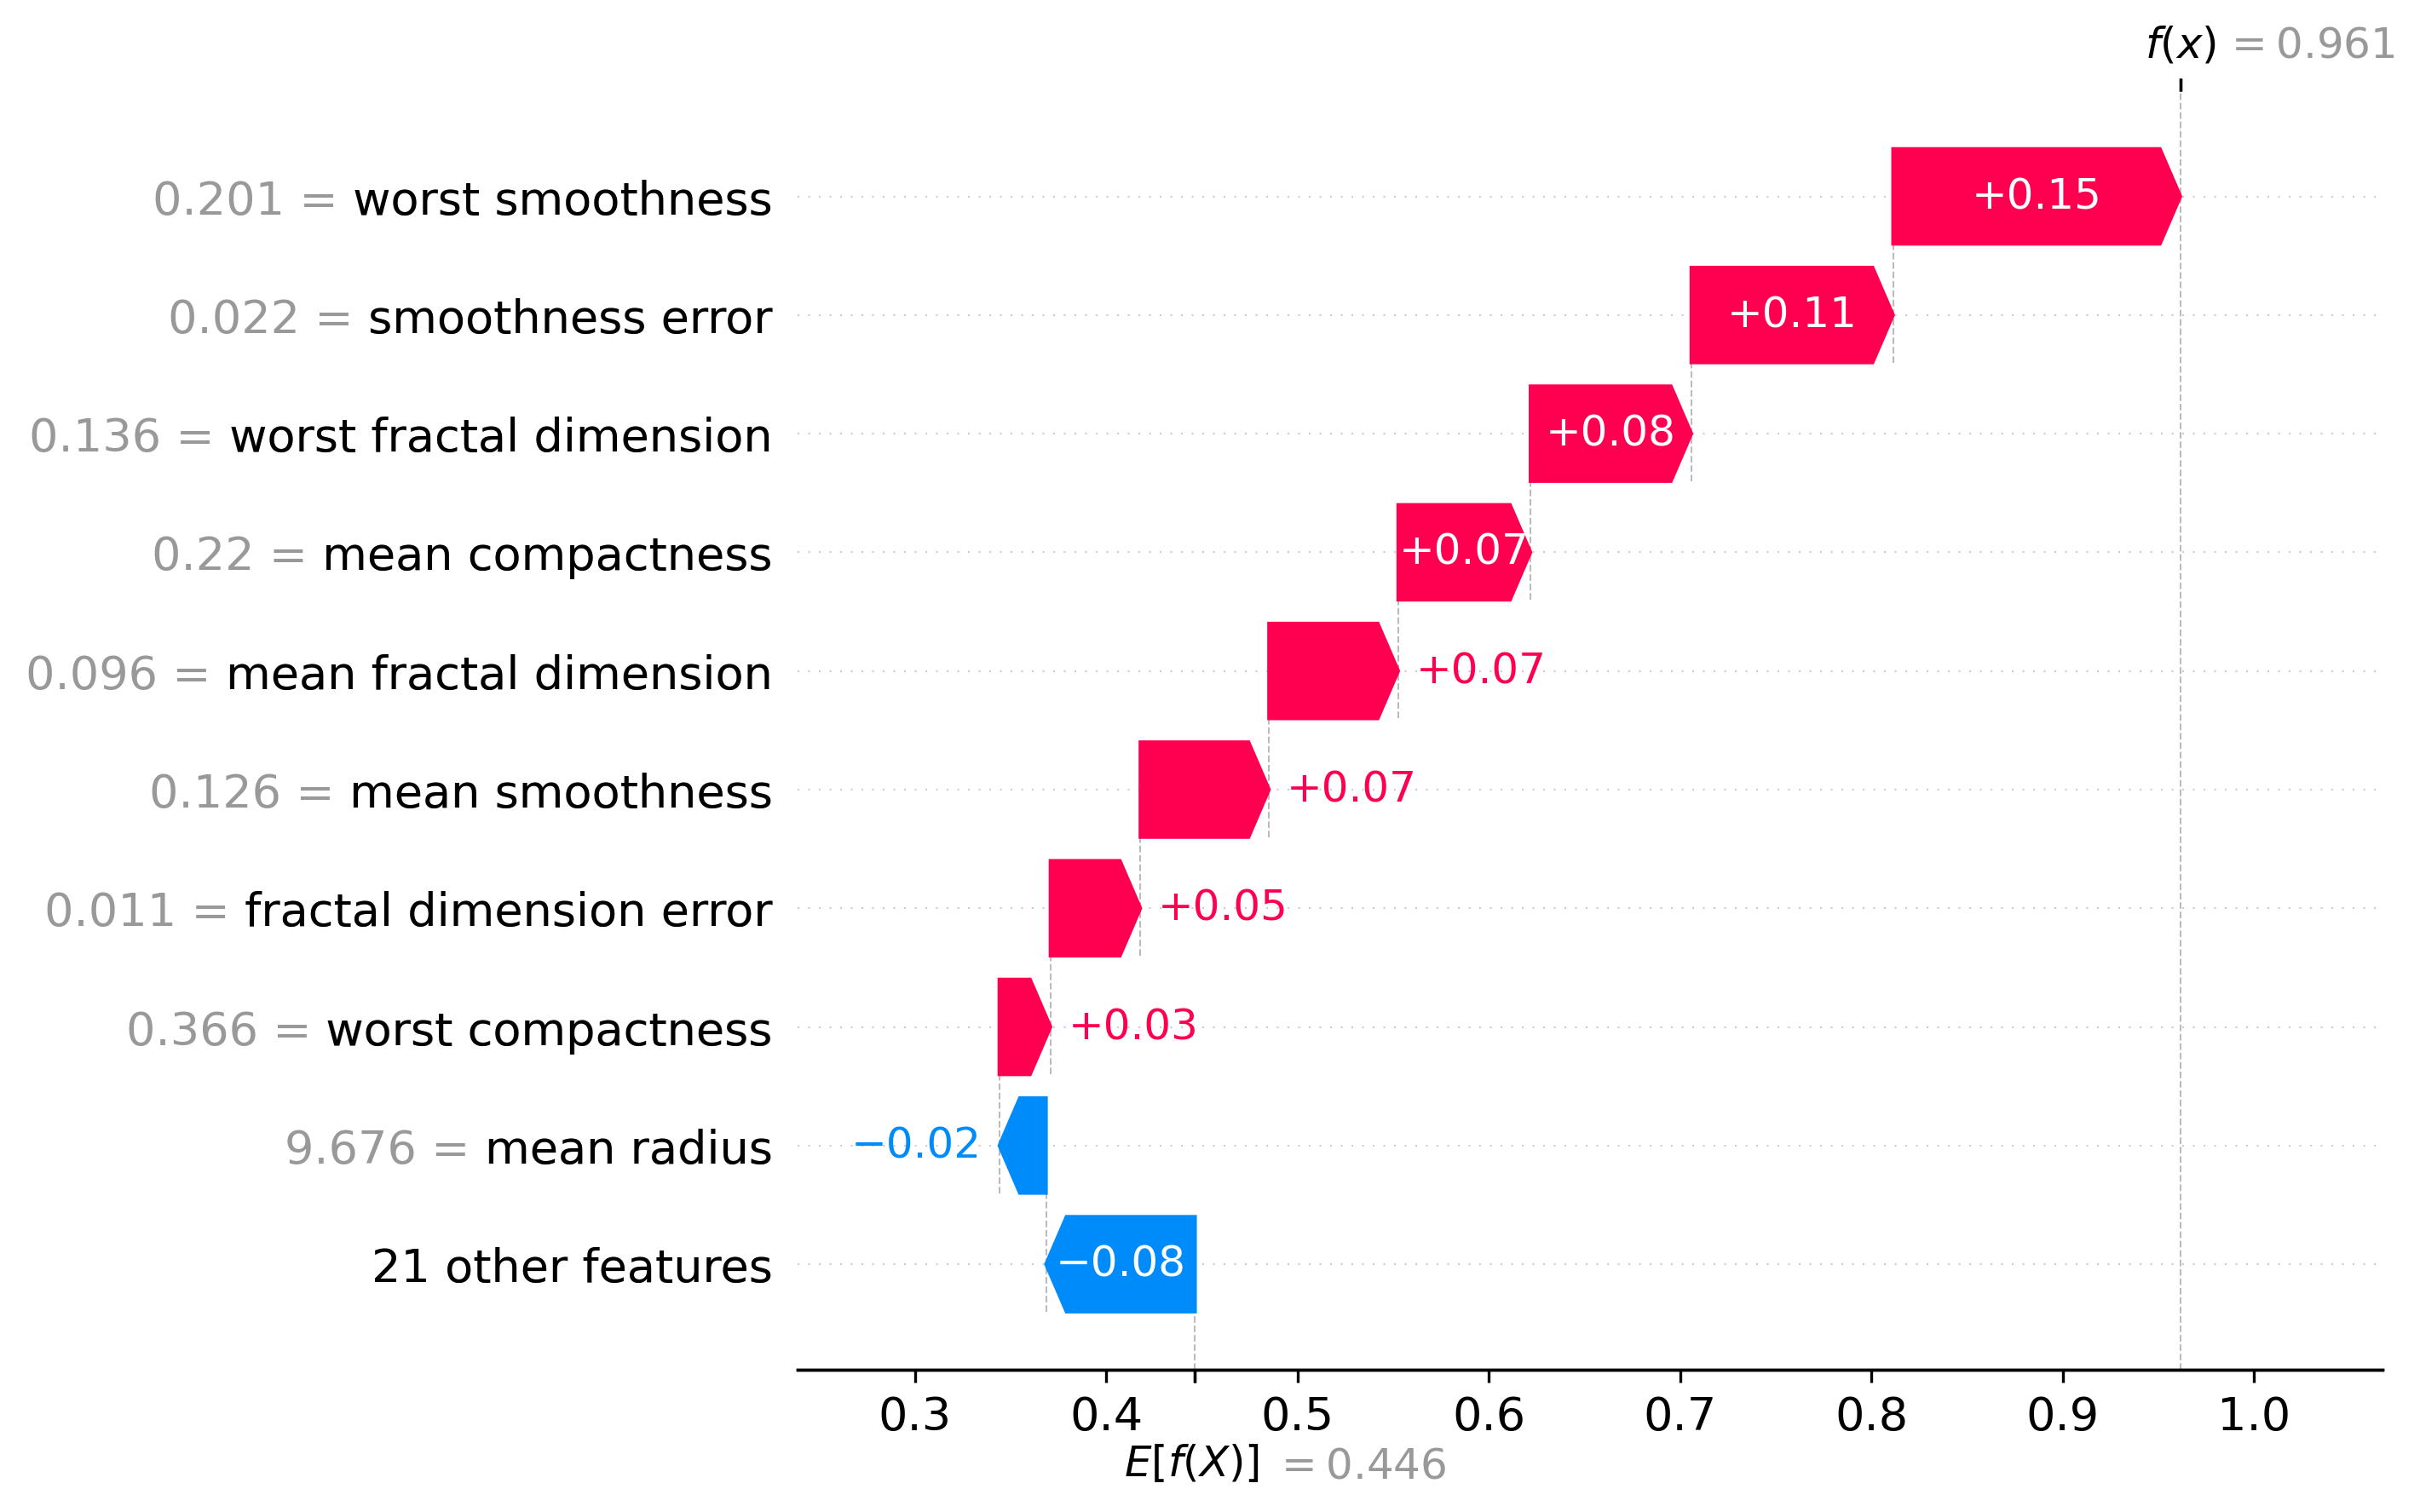 f(x) = 0.961
0.201 = worst smoothness +0.15
0.022 = smoothness error +0.11
0.136 = worst fractal dimension +0.08
0.22 = mean compactness +0.07
0.096 = mean fractal dimension +0.07
0.126 = mean smoothness +0.07
0.011 = fractal dimension error +0.05
0.366 = worst compactness +0.03
9.676 = mean radius −0.02
21 other features −0.08
0.3 0.4 0.5 0.6 0.7 0.8 0.9 1.0
E[f(X)] = 0.446